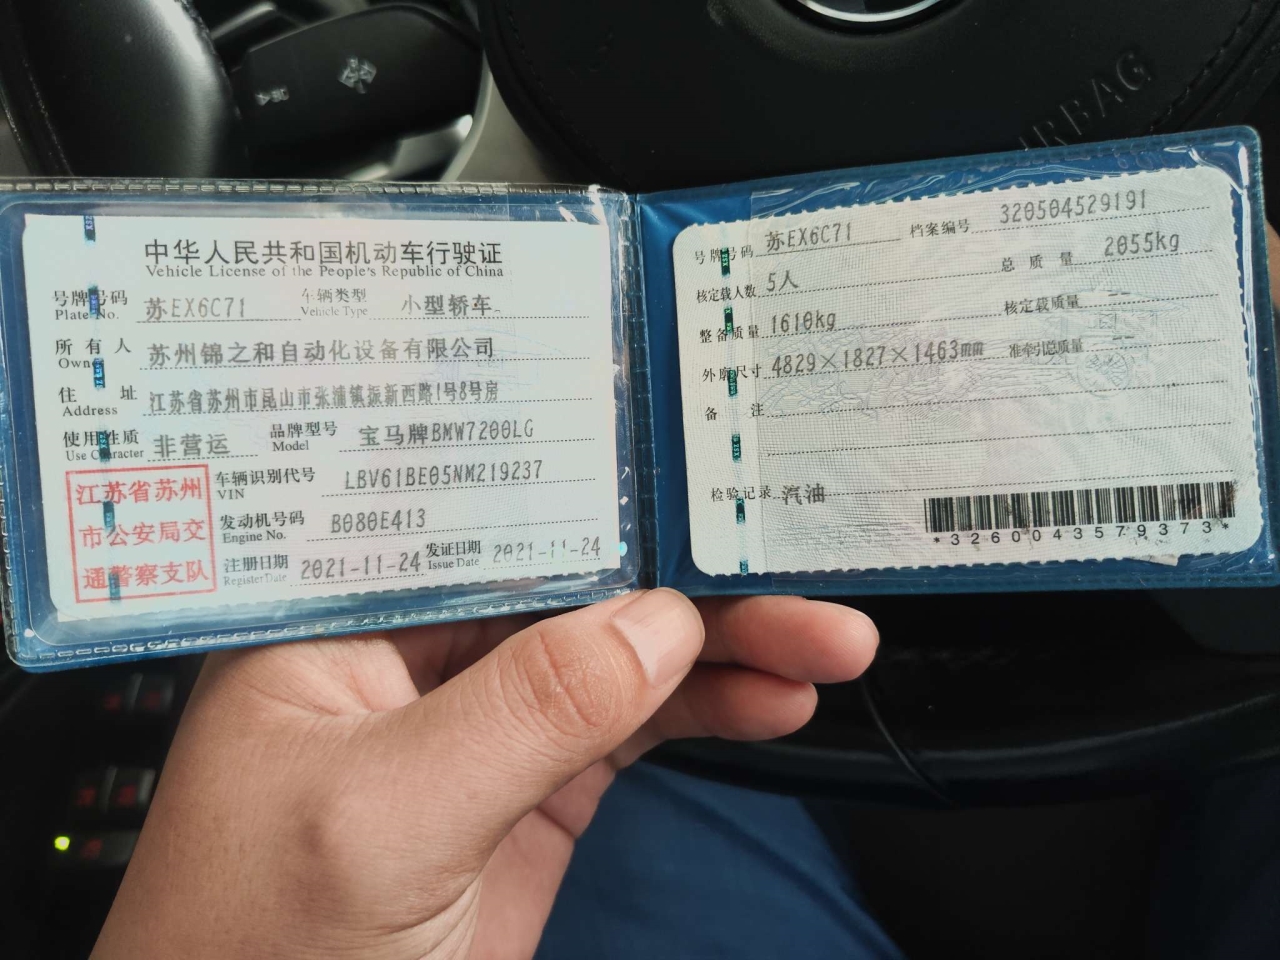 中华人民共和国机动车行驶证
Vehicle License of the People's Republic of China
号牌号码 苏EX6C71 车辆类型 小型轿车
Plate No. Vehicle Type
所有人 苏州锦之和自动化设备有限公司
Owner
住址 江苏省苏州市昆山市张浦镇振新西路1号8号房
Address
使用性质 非营运 品牌型号 宝马牌BMW7200LG
Use Character Model
江苏省苏州
市公安局交
通警察支队
车辆识别代号 LBV61BE05NM219237
VIN
发动机号码 B080E413
Engine No.
注册日期 2021-11-24 发证日期 2021-11-24
Register Date Issue Date
号牌号码 苏EX6C71 档案编号 320504529191
核定载人数 5人 总质量 2055kg
整备质量 1610kg 核定载质量
外廓尺寸 4829×1827×1463mm 准牵引总质量
备注
检验记录 汽油
*3260043579373*
AIRBAG